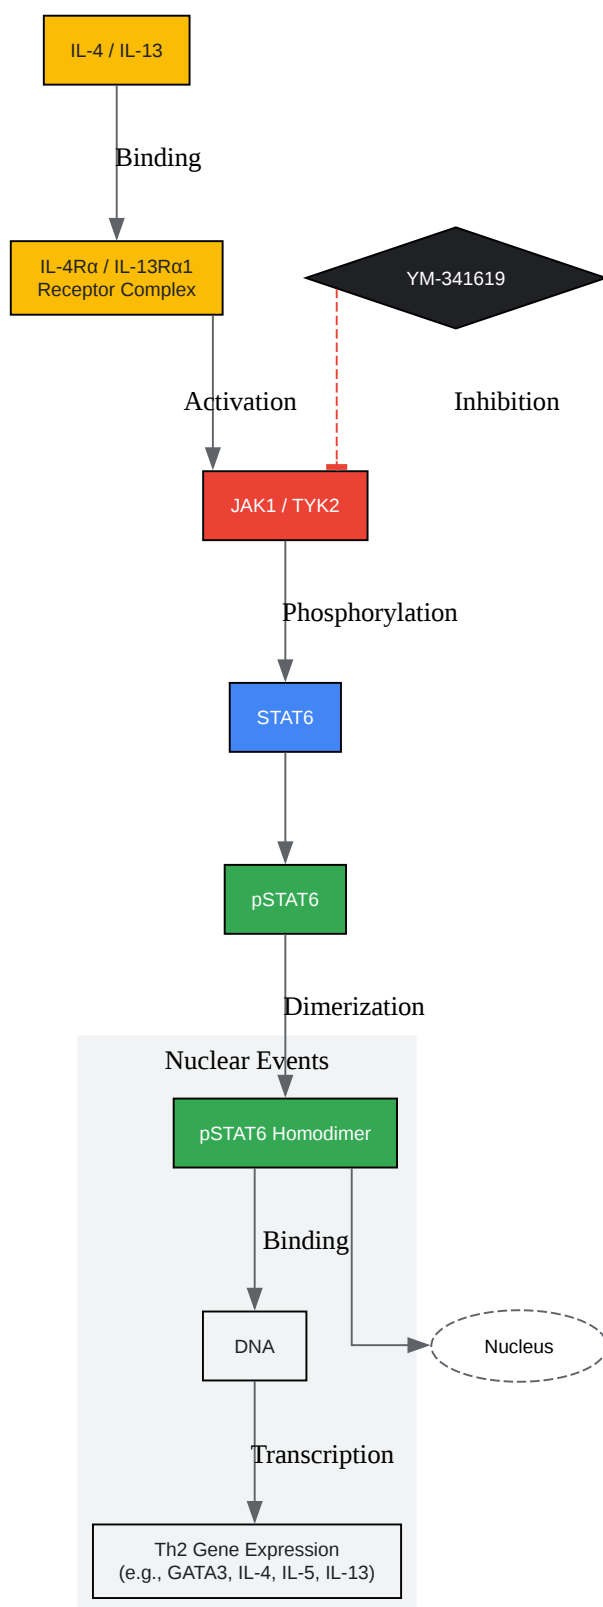 IL-4 / IL-13
Binding
IL-4Rα / IL-13Rα1
Receptor Complex
YM-341619
Activation
Inhibition
JAK1 / TYK2
Phosphorylation
STAT6
pSTAT6
Dimerization
Nuclear Events
pSTAT6 Homodimer
Binding
DNA
Nucleus
Transcription
Th2 Gene Expression
(e.g., GATA3, IL-4, IL-5, IL-13)